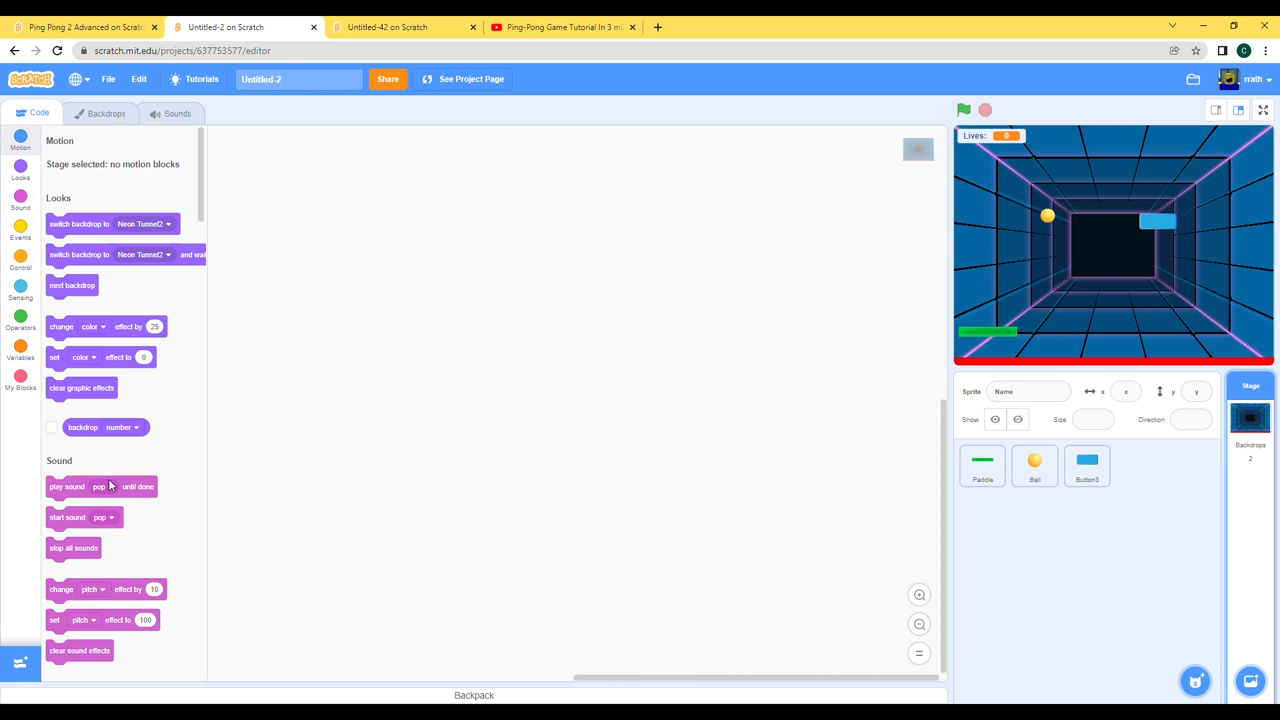 Ping Pong 2 Advanced on Scratch
Untitled-2 on Scratch
Untitled-42 on Scratch
Ping-Pong Game Tutorial In 3 mi
scratch.mit.edu/projects/637753577/editor
C
SCRATCH
File
Edit
Tutorials
Untitled-2
Share
See Project Page
rrath
Code
Backdrops
Sounds
Motion
Looks
Sound
Events
Control
Sensing
Operators
Variables
My Blocks
Motion
Stage selected: no motion blocks
Looks
switch backdrop to Neon Tunnel2
switch backdrop to Neon Tunnel2 and wai
next backdrop
change color effect by 25
set color effect to 0
clear graphic effects
backdrop number
Sound
play sound pop until done
start sound pop
stop all sounds
change pitch effect by 10
set pitch effect to 100
clear sound effects
Backpack
Lives: 0
Sprite Name x x y y
Show Size Direction
Paddle
Ball
Button3
Stage
Backdrops
2